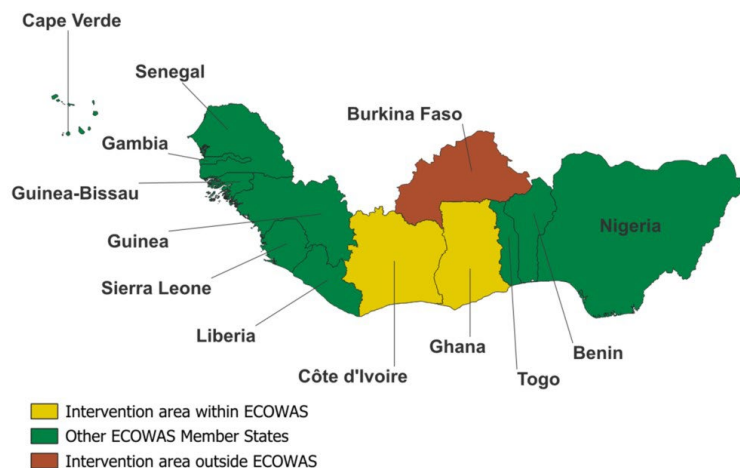 Cape Verde
Senegal
Burkina Faso
Gambia
Guinea-Bissau
Nigeria
Guinea
Sierra Leone
Liberia
Ghana
Benin
Côte d'Ivoire
Togo
Intervention area within ECOWAS
Other ECOWAS Member States
Intervention area outside ECOWAS